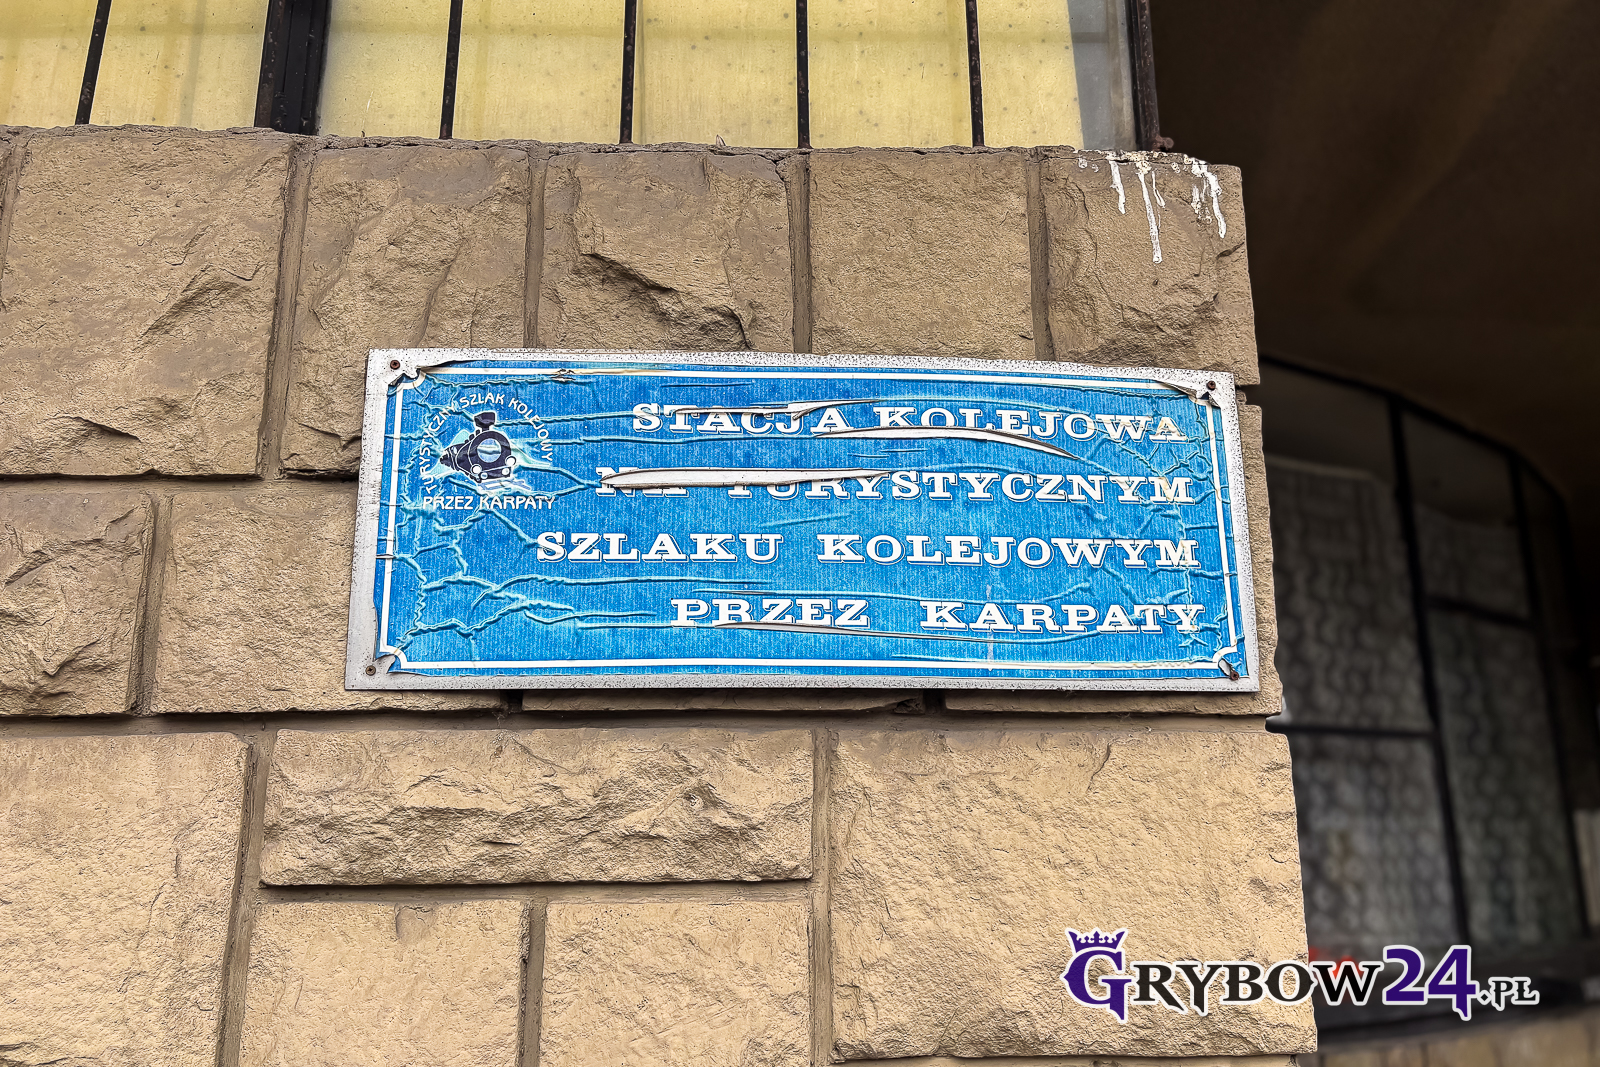 TURYSTYCZNY SZLAK KOLEJOWY
PRZEZ KARPATY
STACJA KOLEJOWA
NA TURYSTYCZNYM
SZLAKU KOLEJOWYM
PRZEZ KARPATY
GRYBOW24.PL